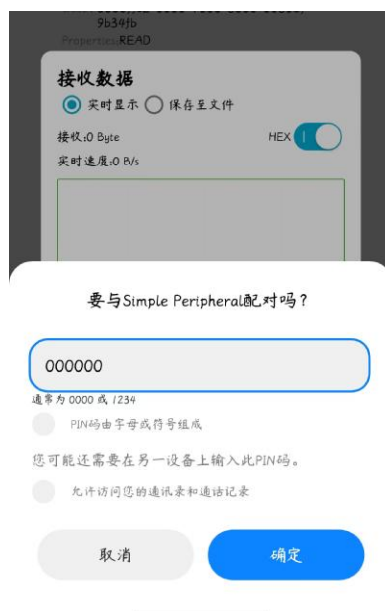 9b34fb
Properties:READ
接收数据
实时显示 保存至文件
接收:0 Byte HEX
实时速度:0 B/s
要与Simple Peripheral配对吗？
000000
通常为 0000 或 1234
PIN码由字母或符号组成
您可能还需要在另一设备上输入此PIN码。
允许访问您的通讯录和通话记录
取消 确定